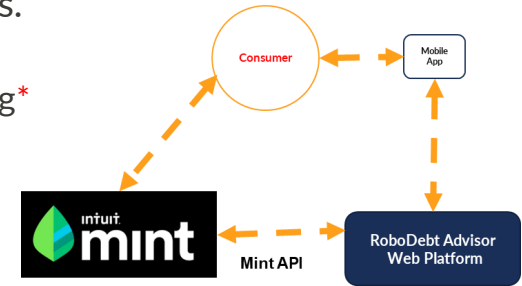 s.
Consumer
Mobile
App
g*
intuit
mint
Mint API
RoboDebt Advisor
Web Platform